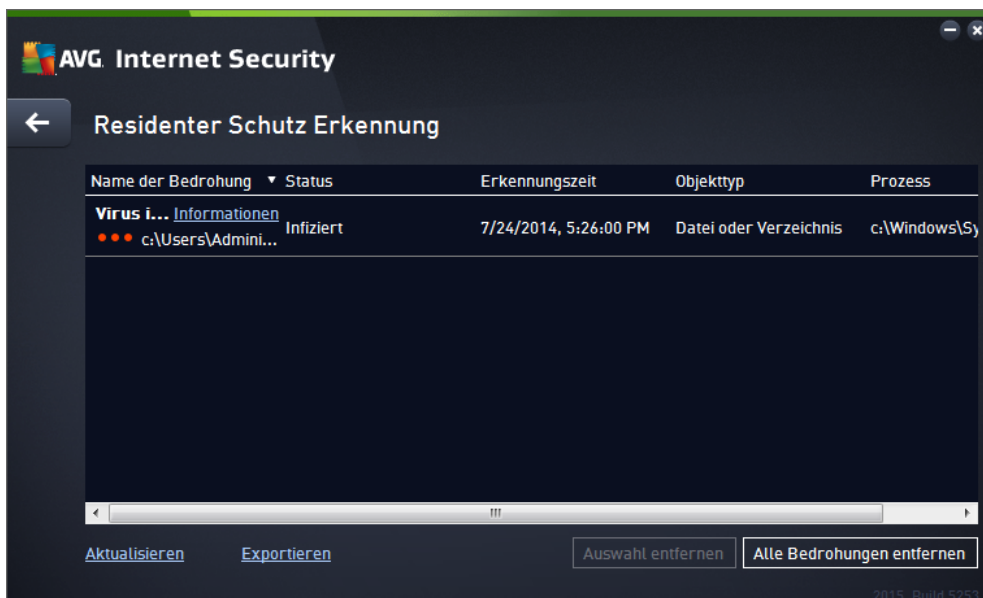 AVG. Internet Security
Residenter Schutz Erkennung
Name der Bedrohung Status Erkennungszeit Objekttyp Prozess
Virus i... Informationen
Infiziert 7/24/2014, 5:26:00 PM Datei oder Verzeichnis c:\Windows\Sy
c:\Users\Admini...
Aktualisieren Exportieren Auswahl entfernen Alle Bedrohungen entfernen
2015. Build 5253